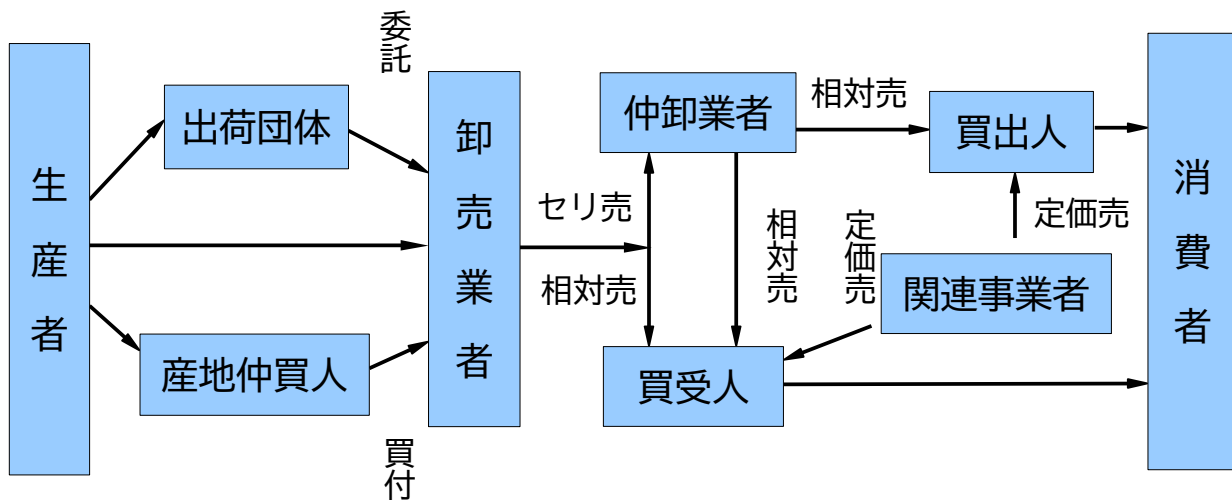 生産者
出荷団体
産地仲買人
委託
買付
卸売業者
セリ売
相対売
仲卸業者
相対売
買受人
相対売
買出人
定価売
定価売
関連事業者
消費者